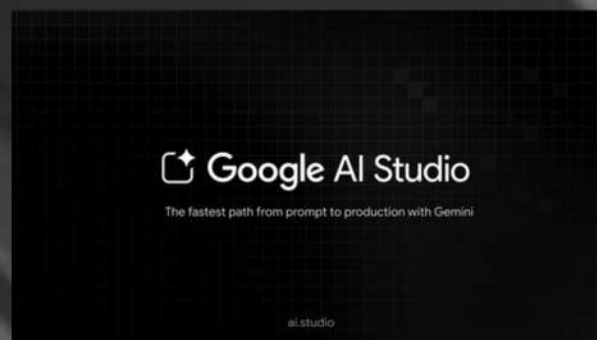 Google AI Studio
The fastest path from prompt to production with Gemini
ai.studio